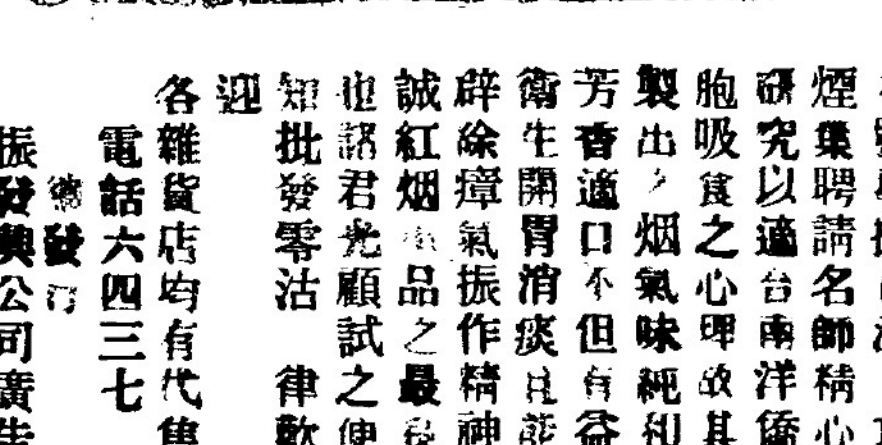 煙葉聘請名師精心
研究以適台南洋僑
胞吸食之心理故其
製出之烟氣味純和
芳香適口不但有益
衛生開胃消痰且能
辟除瘴氣振作精神
誠紅烟中品之最
也諸君光顧試之便
知批發零沽 律歡
迎
各雜貨店均有代售
電話六四三七
總發行
振發興公司廣告